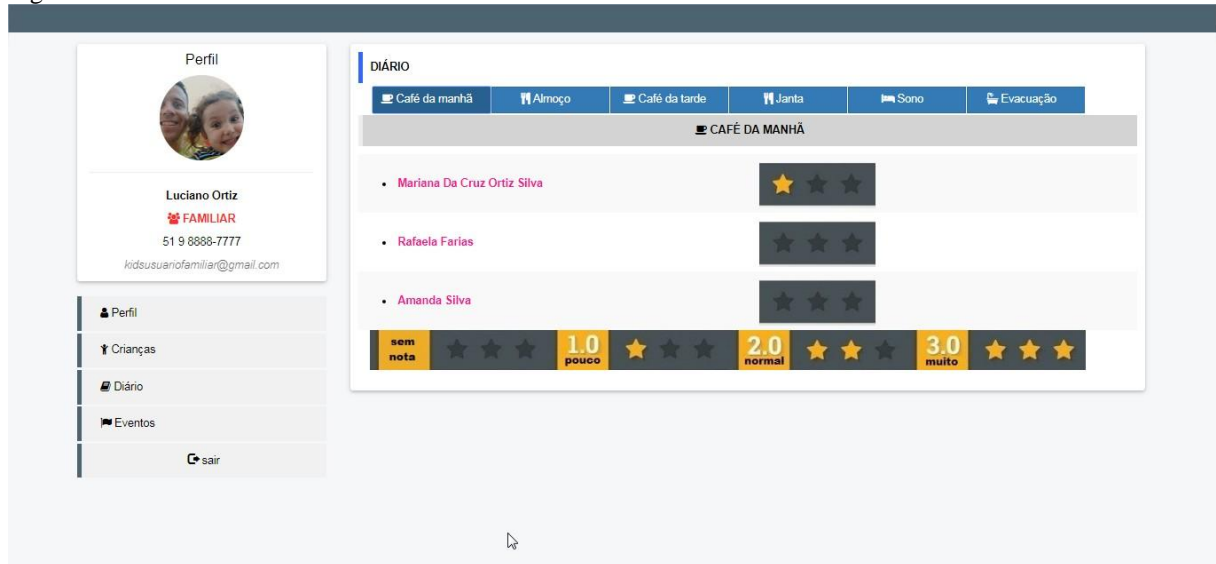 Perfil
Luciano Ortiz
FAMILIAR
51 9 8888-7777
kidsusuariofamiliar@gmail.com
Perfil
Crianças
Diário
Eventos
sair
DIÁRIO
Café da manhã Almoço Café da tarde Janta Sono Evacuação
CAFÉ DA MANHÃ
Mariana Da Cruz Ortiz Silva
Rafaela Farias
Amanda Silva
sem nota 1.0 pouco 2.0 normal 3.0 muito